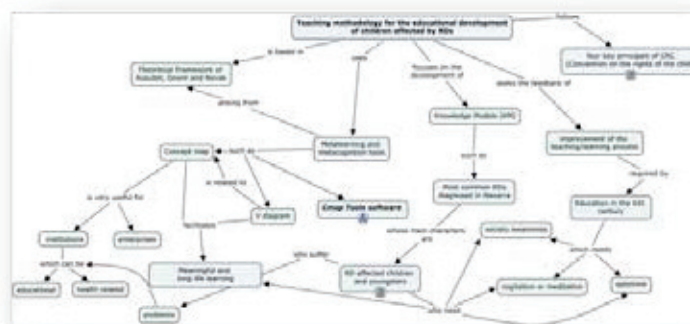 Teaching methodology for the educational development
of children affected by RDs
follows
Four key principles of CRC
(Convention on the rights of the child
is based in
uses
focuses on the
development of
seeks the feedback of
Theoretical framework of
Ausubel, Gowin and Novak
arising from
Knowledge Models (KM)
Improvement of the
teaching/learning process
Metalearning and
metacognition tools
Concept map
such as
such as
required by
is related to
Most common RDs
diagnosed in Navarra
Education in the XXI
century
is very useful for
Cmap Tools software
V diagram
whose main characters
are
facilitates
institutions
enterprises
society awareness
which needs
which can be
who suffer
Meaningful and
long life learning
RD affected children
and youngsters
cogitation or meditation
educational
health related
who need
problems